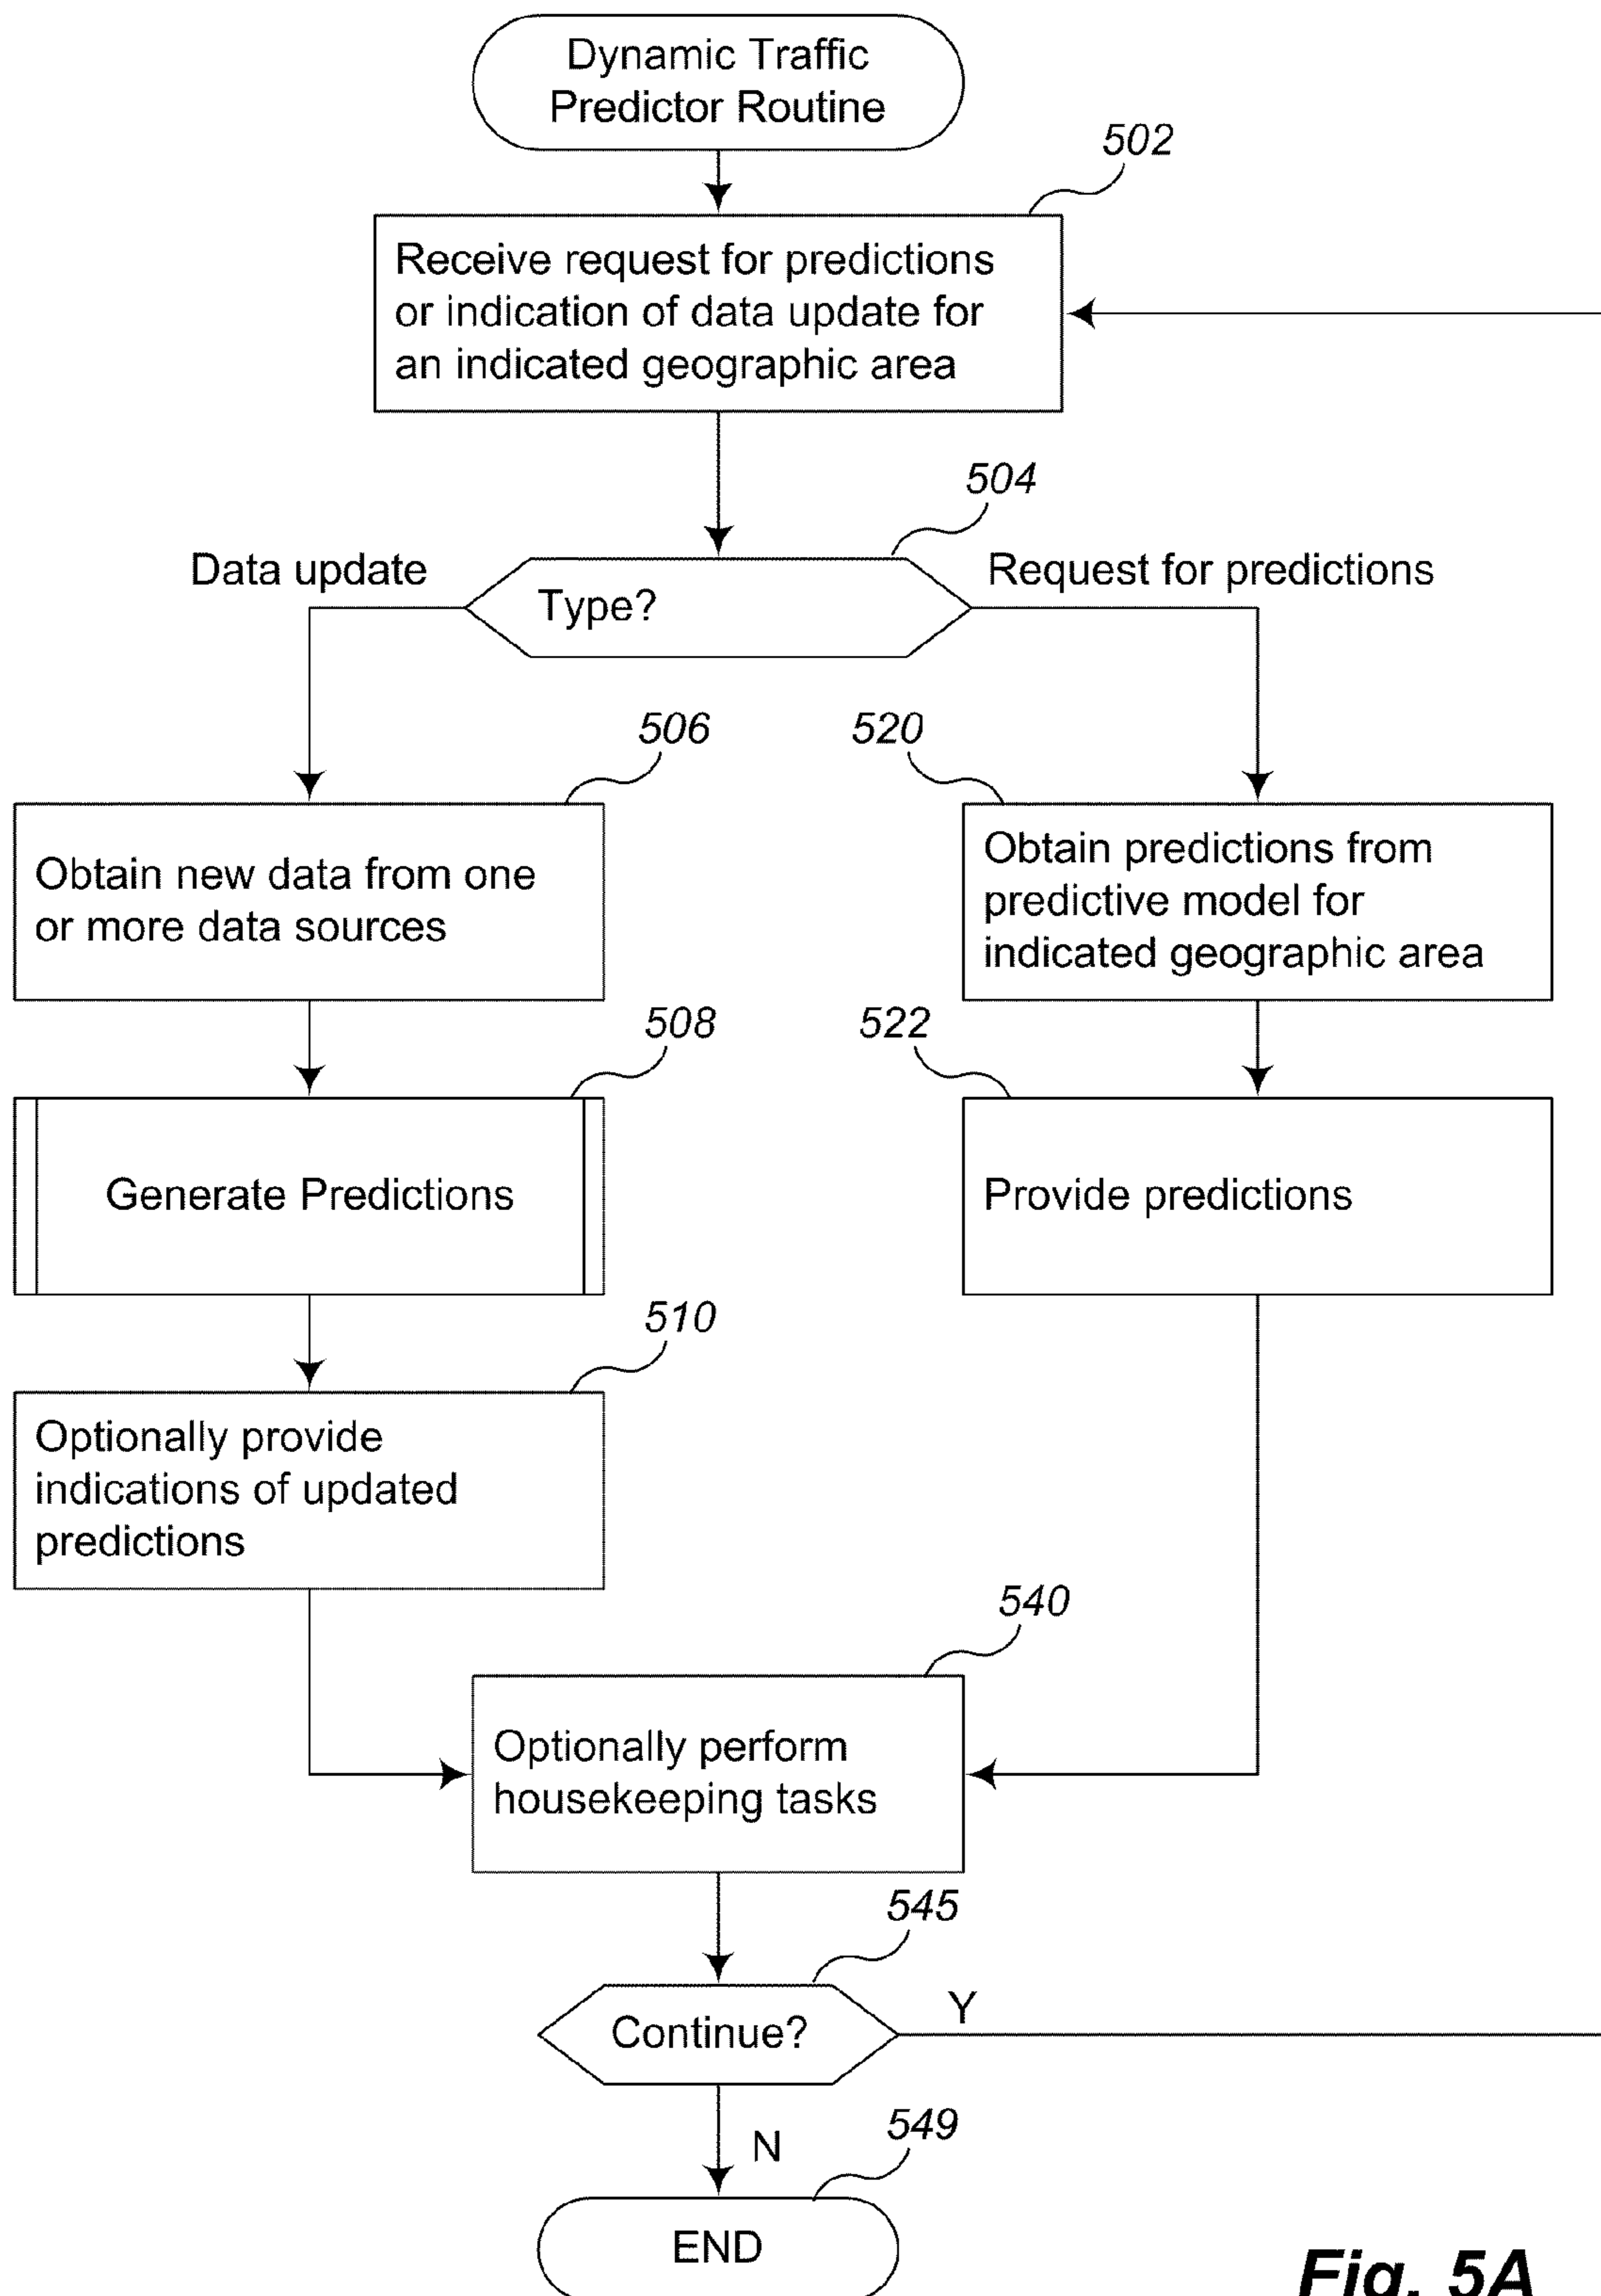 Dynamic Traffic
Predictor Routine
502
Receive request for predictions
or indication of data update for
an indicated geographic area
504
Data update
Type?
Request for predictions
506
520
Obtain new data from one
or more data sources
Obtain predictions from
predictive model for
indicated geographic area
508
522
Generate Predictions
Provide predictions
510
Optionally provide
indications of updated
predictions
540
Optionally perform
housekeeping tasks
545
Continue?
Y
N
549
END
Fig. 5A